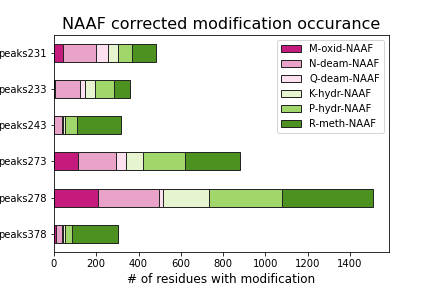 NAAF corrected modification occurance
peaks231
peaks233
peaks243
peaks273
peaks278
peaks378
M-oxid-NAAF
N-deam-NAAF
Q-deam-NAAF
K-hydr-NAAF
P-hydr-NAAF
R-meth-NAAF
0 200 400 600 800 1000 1200 1400
# of residues with modification